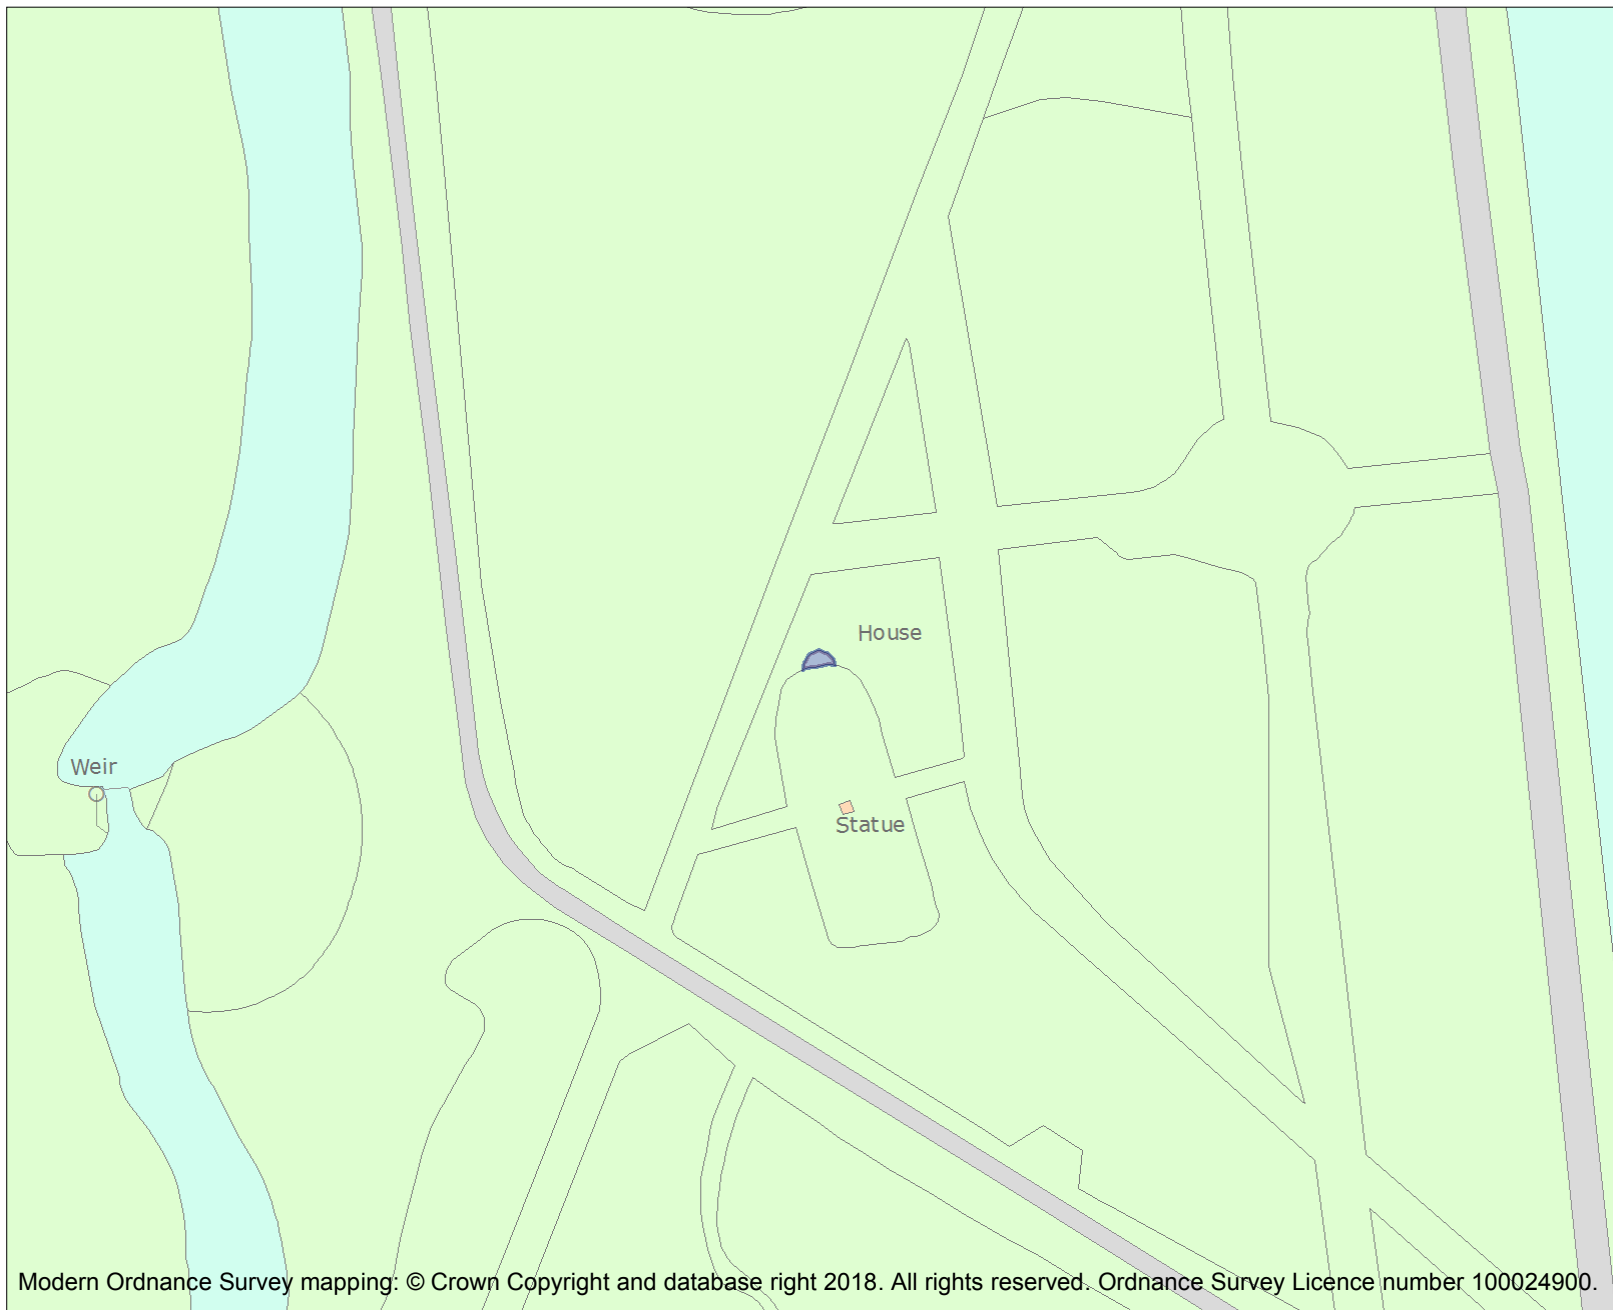 House
Weir
Statue
Modern Ordnance Survey mapping: © Crown Copyright and database right 2018. All rights reserved. Ordnance Survey Licence number 100024900.